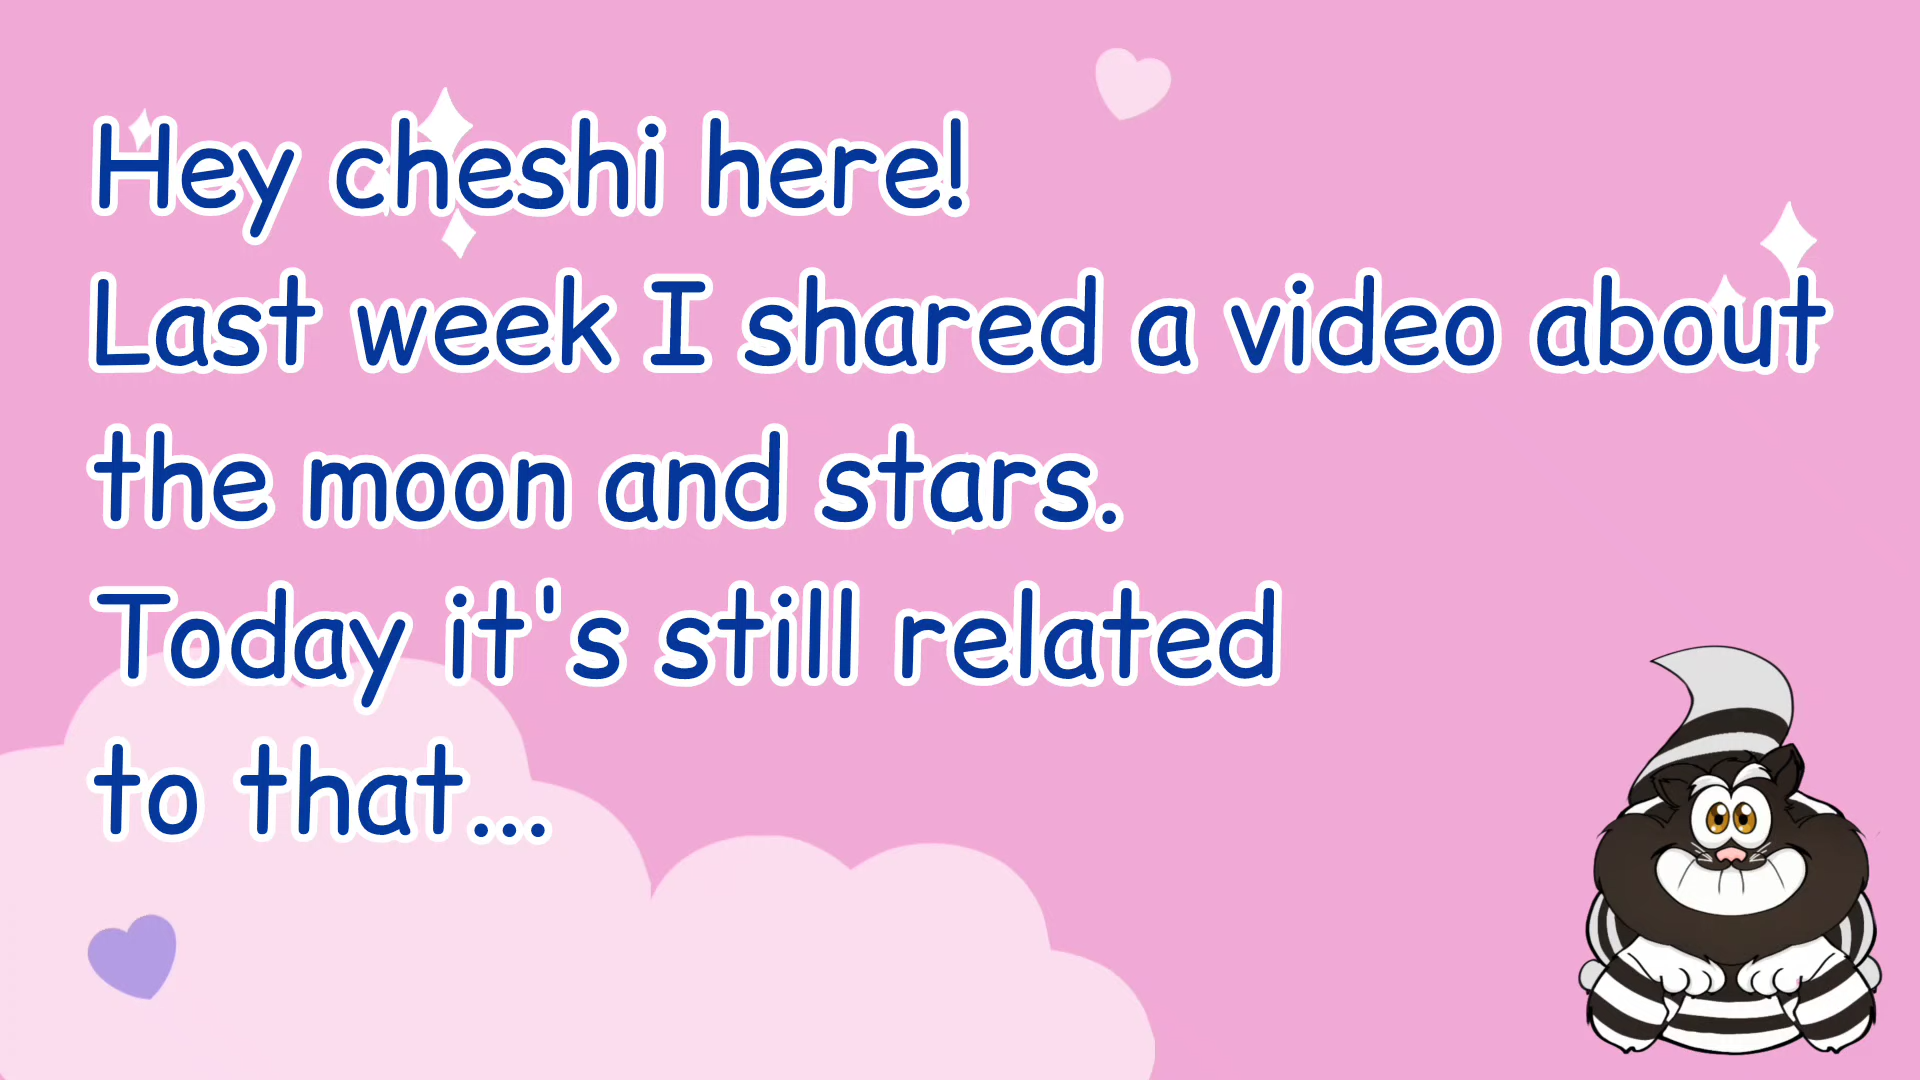 Hey cheshi here!
Last week I shared a video about
the moon and stars.
Today it's still related
to that...